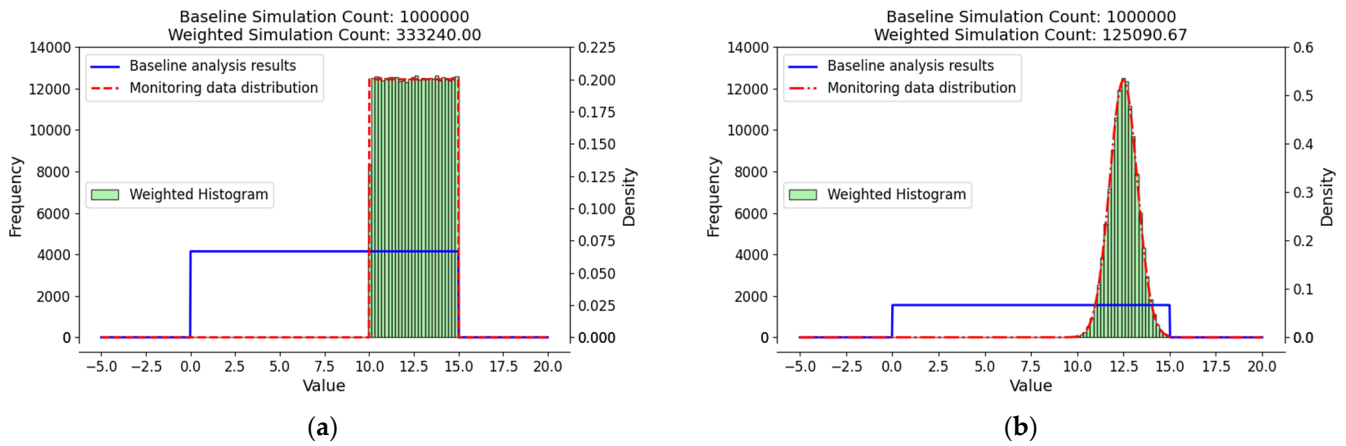 Baseline Simulation Count: 1000000
Weighted Simulation Count: 333240.00
14000
12000
10000
8000
6000
4000
2000
0
Frequency
Baseline analysis results
Monitoring data distribution
Weighted Histogram
0.225
0.200
0.175
0.150
0.125
0.100
0.075
0.050
0.025
0.000
Density
−5.0 −2.5 0.0 2.5 5.0 7.5 10.0 12.5 15.0 17.5 20.0
Value
(a)
Baseline Simulation Count: 1000000
Weighted Simulation Count: 125090.67
14000
12000
10000
8000
6000
4000
2000
0
Frequency
Baseline analysis results
Monitoring data distribution
Weighted Histogram
0.6
0.5
0.4
0.3
0.2
0.1
0.0
Density
−5.0 −2.5 0.0 2.5 5.0 7.5 10.0 12.5 15.0 17.5 20.0
Value
(b)